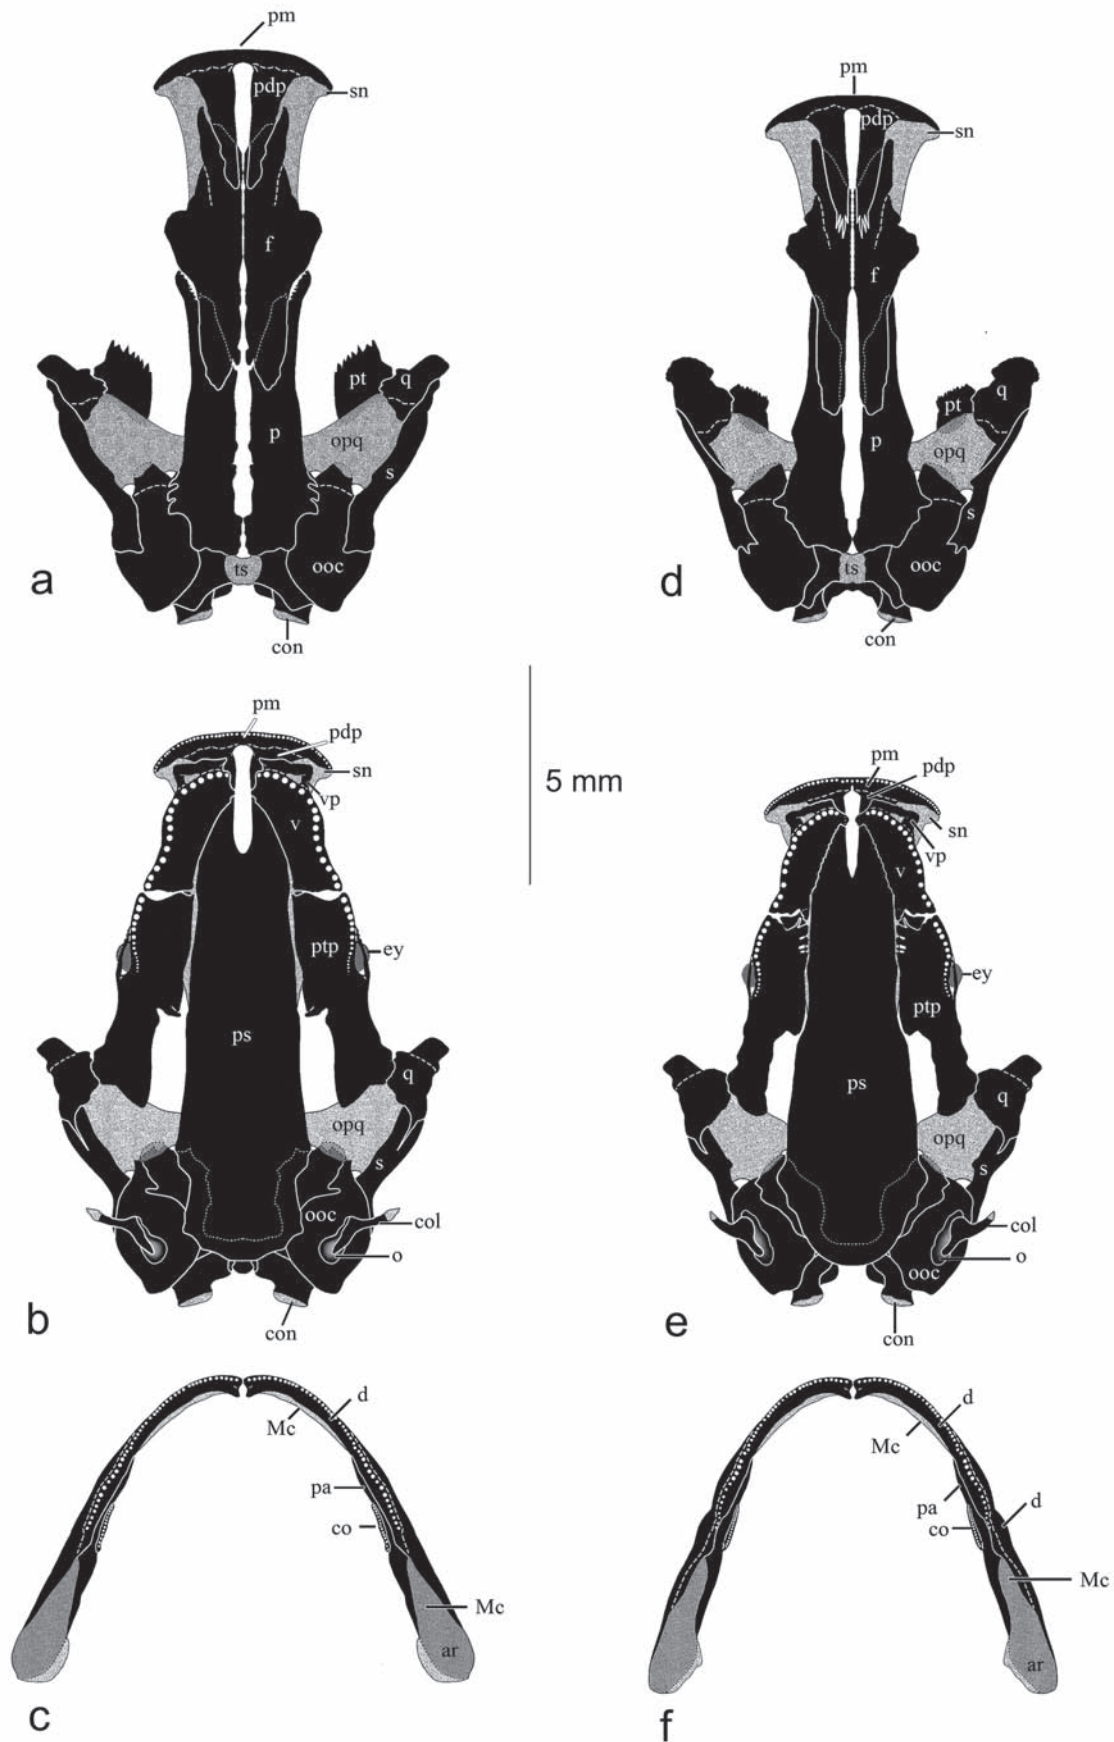 pm
pdp
sn
f
pt
q
p
opq
s
ts
ooc
con
a
pm
pdp
sn
f
q
pt
p
opq
s
ts
ooc
con
d
5 mm
pm
pdp
sn
vp
v
ptp
ey
ps
q
opq
s
ooc
col
o
con
b
pm
pdp
sn
vp
v
ey
ptp
ps
q
opq
s
col
o
ooc
con
e
d
Mc
pa
co
Mc
ar
c
d
Mc
pa
d
co
Mc
ar
f